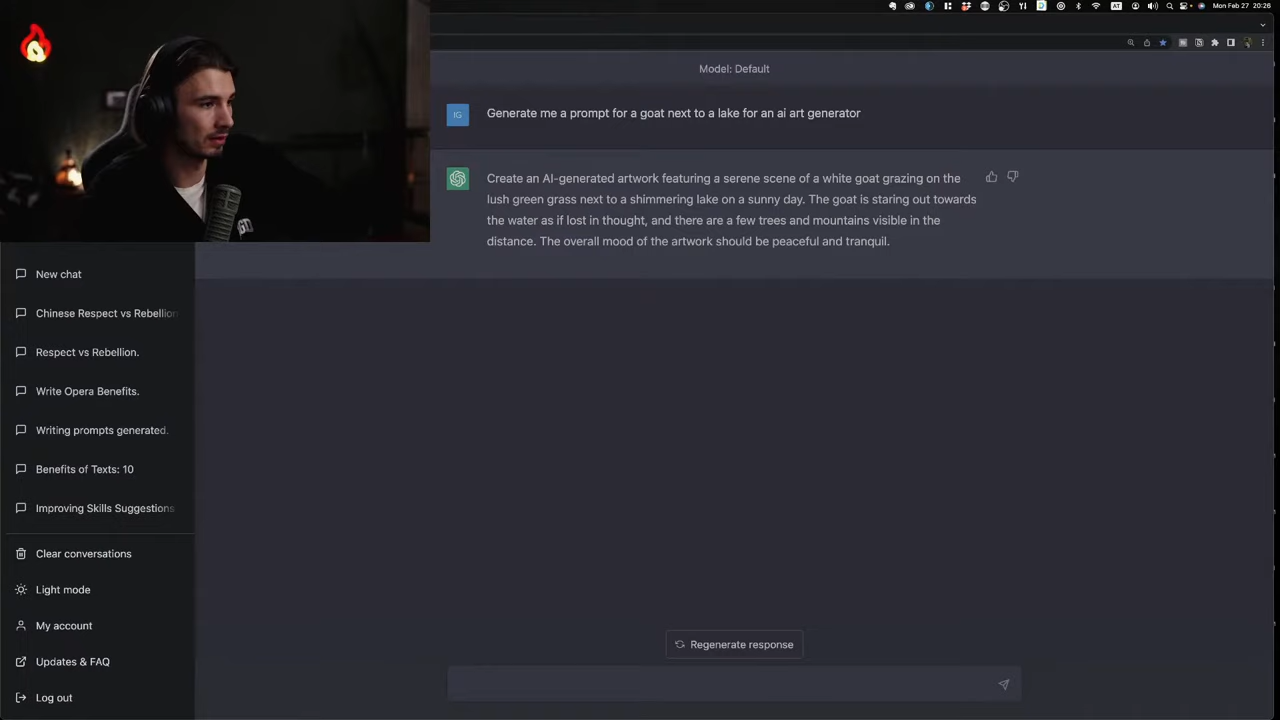 AT
Mon Feb 27 20:26
Model: Default
IG
Generate me a prompt for a goat next to a lake for an ai art generator
Create an AI-generated artwork featuring a serene scene of a white goat grazing on the
lush green grass next to a shimmering lake on a sunny day. The goat is staring out towards
the water as if lost in thought, and there are a few trees and mountains visible in the
distance. The overall mood of the artwork should be peaceful and tranquil.
New chat
Chinese Respect vs Rebellion
Respect vs Rebellion.
Write Opera Benefits.
Writing prompts generated.
Benefits of Texts: 10
Improving Skills Suggestions
Clear conversations
Light mode
My account
Updates & FAQ
Log out
Regenerate response